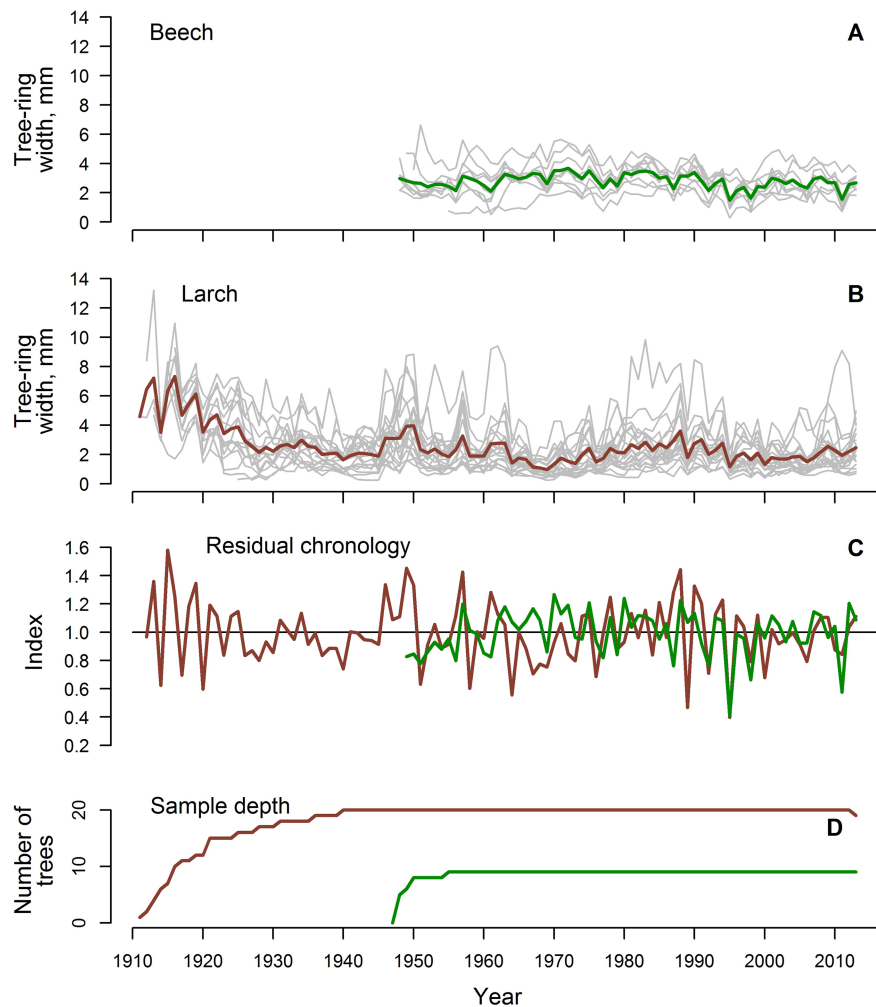 14
Beech
A
12
10
8
6
4
2
0
Tree-ring
width, mm
14
Larch
B
12
10
8
6
4
2
0
Tree-ring
width, mm
1.6
Residual chronology
C
1.4
1.2
1.0
0.8
0.6
0.4
0.2
Index
20
Sample depth
D
10
0
Number of
trees
1910 1920 1930 1940 1950 1960 1970 1980 1990 2000 2010
Year